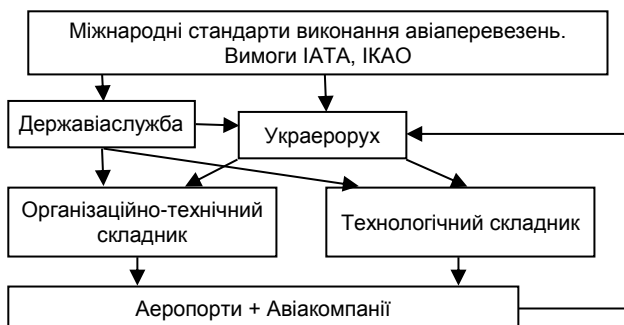 Міжнародні стандарти виконання авіаперевезень.
Вимоги ІАТА, ІКАО
Державіаслужба
Украерорух
Організаційно-технічний
складник
Технологічний складник
Аеропорти + Авіакомпанії